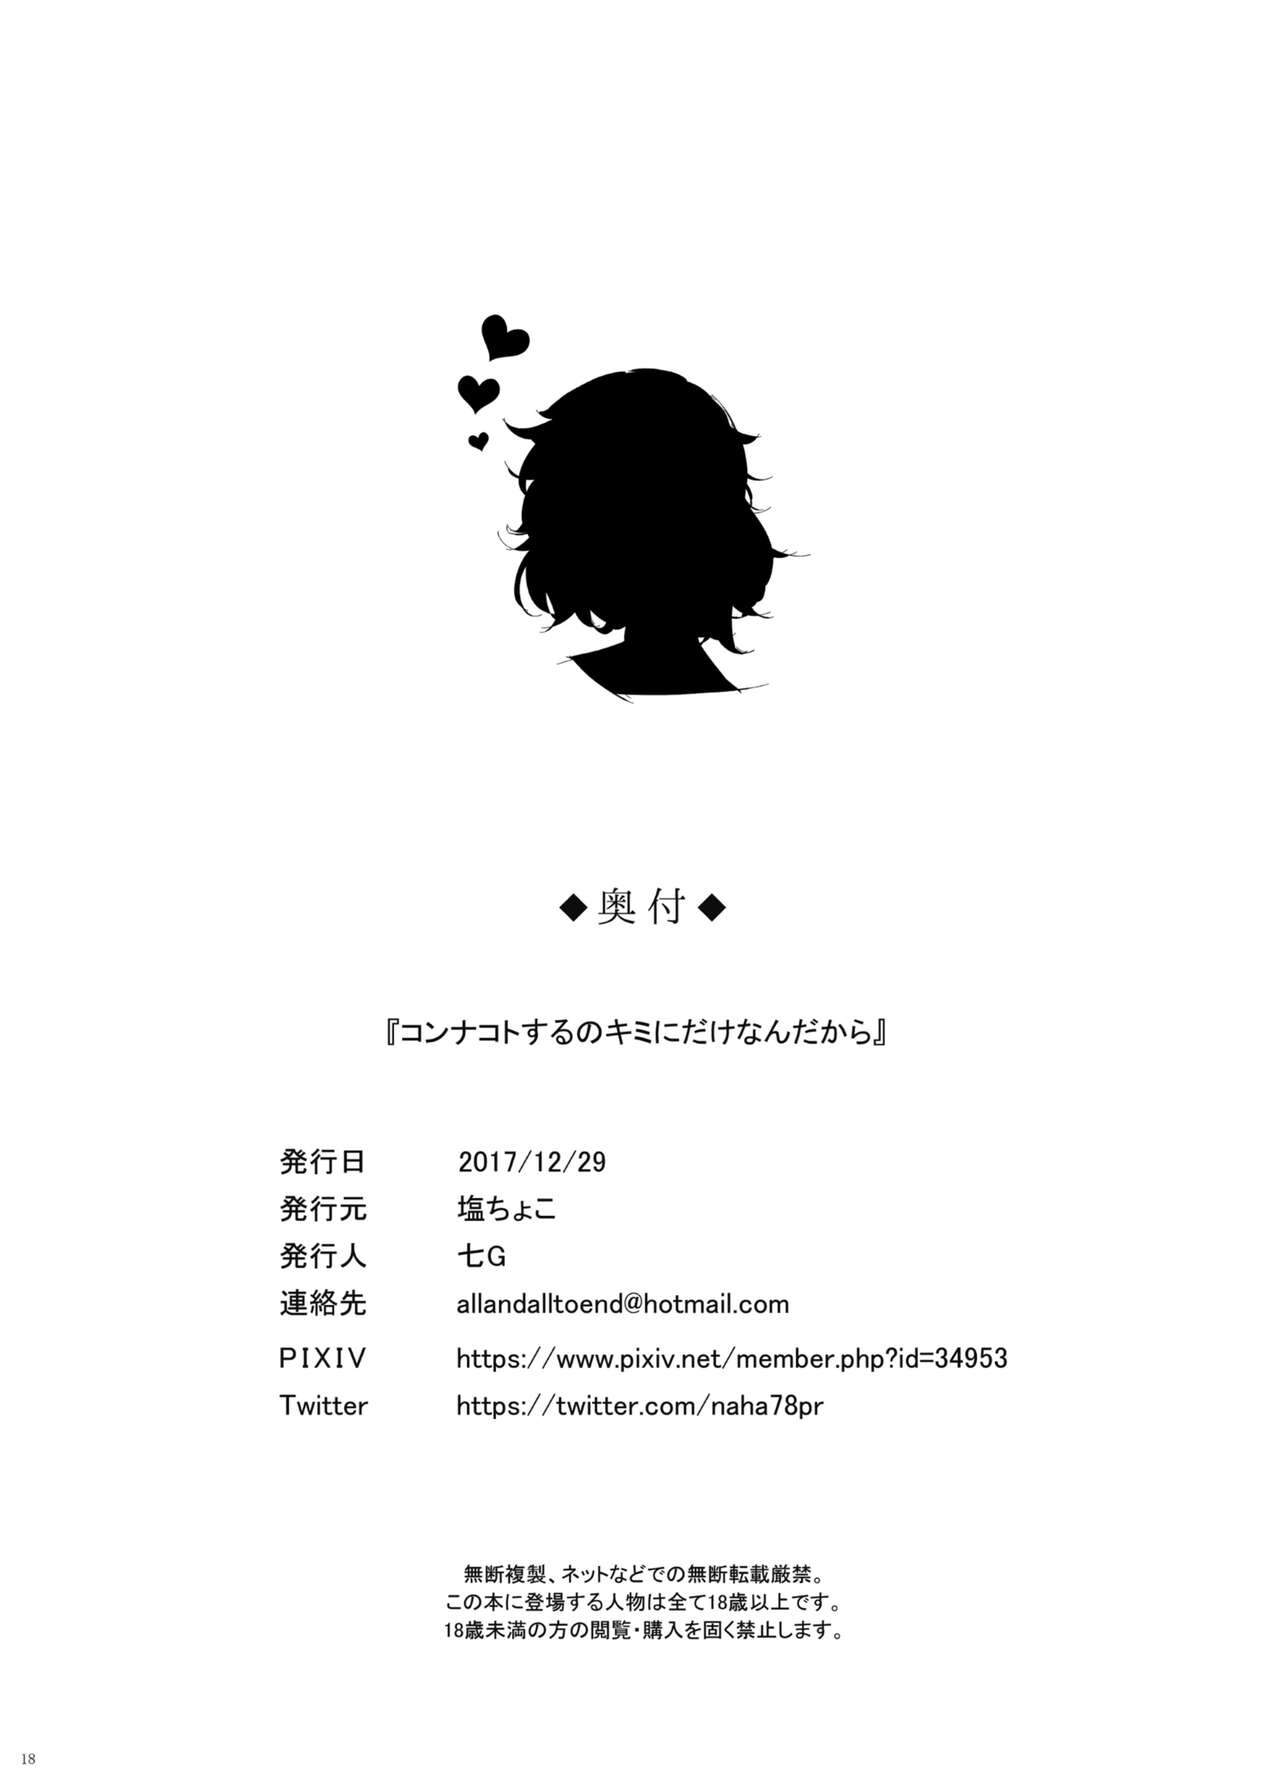 ◆奥付◆
『コンナコトするのキミにだけなんだから』
発行日 2017/12/29
発行元 塩ちょこ
発行人 七G
連絡先 allandalltoend@hotmail.com
PIXIV https://www.pixiv.net/member.php?id=34953
Twitter https://twitter.com/naha78pr
無断複製、ネットなどでの無断転載厳禁。
この本に登場する人物は全て18歳以上です。
18歳未満の方の閲覧・購入を固く禁止します。
18